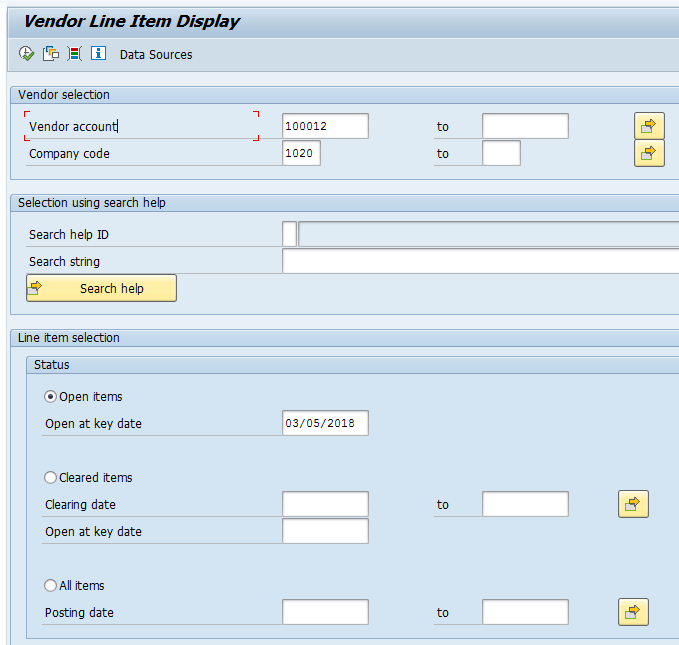 Vendor Line Item Display
Data Sources
Vendor selection
Vendor account 100012 to
Company code 1020 to
Selection using search help
Search help ID
Search string
Search help
Line item selection
Status
Open items
Open at key date 03/05/2018
Cleared items
Clearing date to
Open at key date
All items
Posting date to